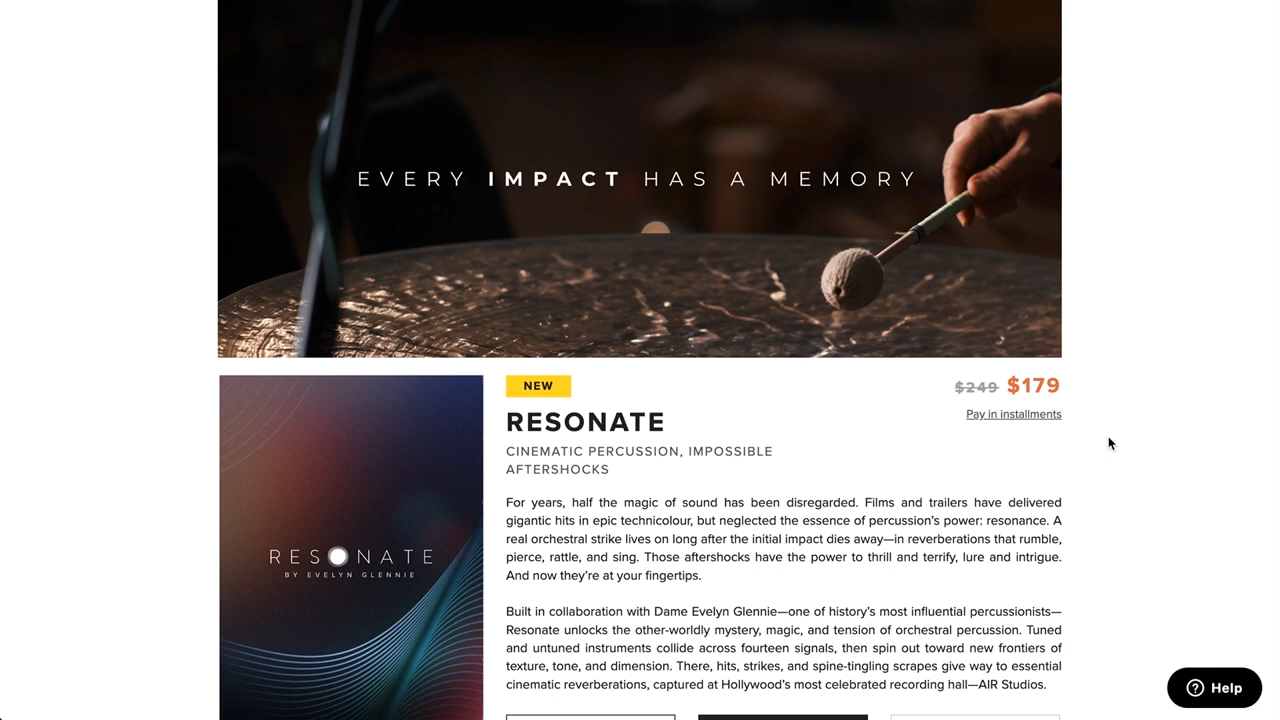 EVERY IMPACT HAS A MEMORY
NEW
$249 $179
RESONATE
Pay in installments
CINEMATIC PERCUSSION, IMPOSSIBLE
AFTERSHOCKS
For years, half the magic of sound has been disregarded. Films and trailers have delivered
gigantic hits in epic technicolour, but neglected the essence of percussion’s power: resonance. A
real orchestral strike lives on long after the initial impact dies away—in reverberations that rumble,
pierce, rattle, and sing. Those aftershocks have the power to thrill and terrify, lure and intrigue.
And now they’re at your fingertips.
Built in collaboration with Dame Evelyn Glennie—one of history’s most influential percussionists—
Resonate unlocks the other-worldly mystery, magic, and tension of orchestral percussion. Tuned
and untuned instruments collide across fourteen signals, then spin out toward new frontiers of
texture, tone, and dimension. There, hits, strikes, and spine-tingling scrapes give way to essential
cinematic reverberations, captured at Hollywood’s most celebrated recording hall—AIR Studios.
RESONATE
BY EVELYN GLENNIE
Help